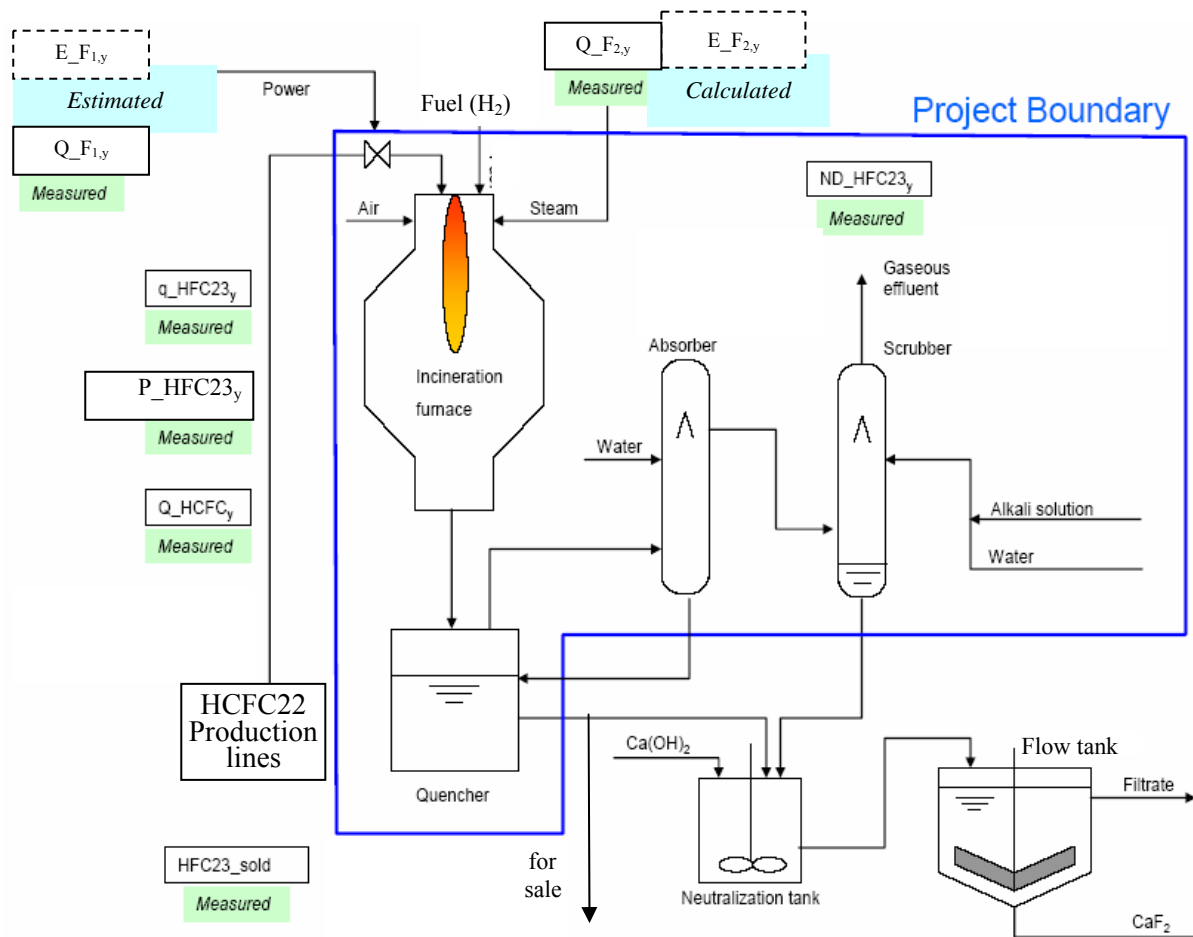 E_F1,y
Estimated
Q_F1,y
Measured
Power
Fuel (H2)
Q_F2,y
Measured
E_F2,y
Calculated
Project Boundary
ND_HFC23y
Measured
Air
Steam
q_HFC23y
Measured
Gaseous
effluent
Absorber
Scrubber
P_HFC23y
Measured
Incineration
furnace
Water
Q_HCFCy
Measured
Alkali solution
Water
HCFC22
Production
lines
Quencher
Ca(OH)2
Flow tank
Filtrate
HFC23_sold
Measured
for
sale
Neutralization tank
CaF2